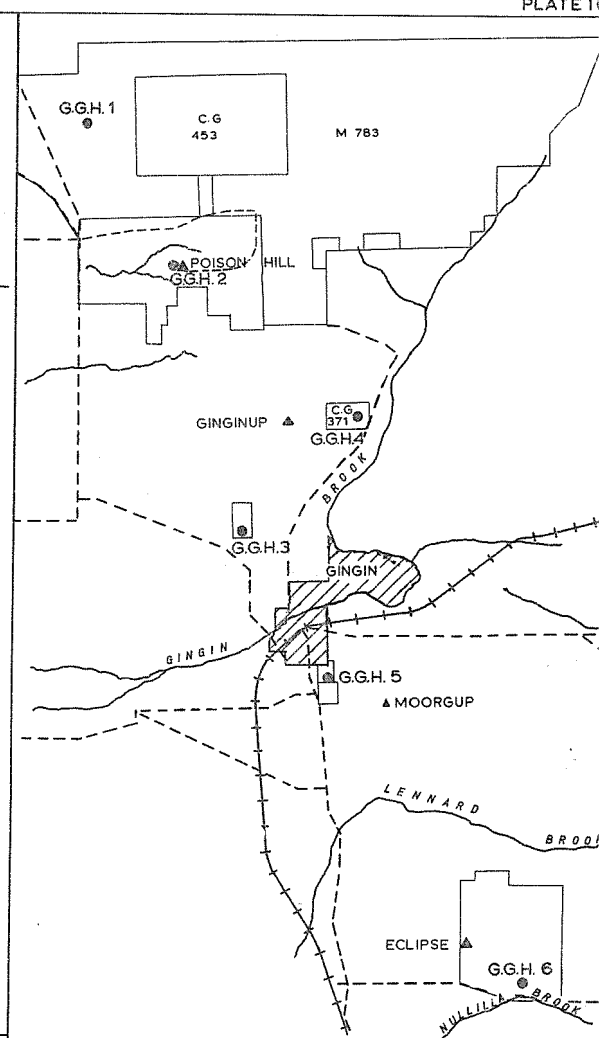 PLATE 1
G.G.H. 1
C.G
453
M 783
POISON HILL
G.G.H. 2
GINGINUP
C.G
371
G.G.H.4
BROOK
G.G.H.3
GINGIN
GINGIN
G.G.H. 5
MOORGUP
LENNARD
BROOK
ECLIPSE
G.G.H. 6
NULLILLA BROOK